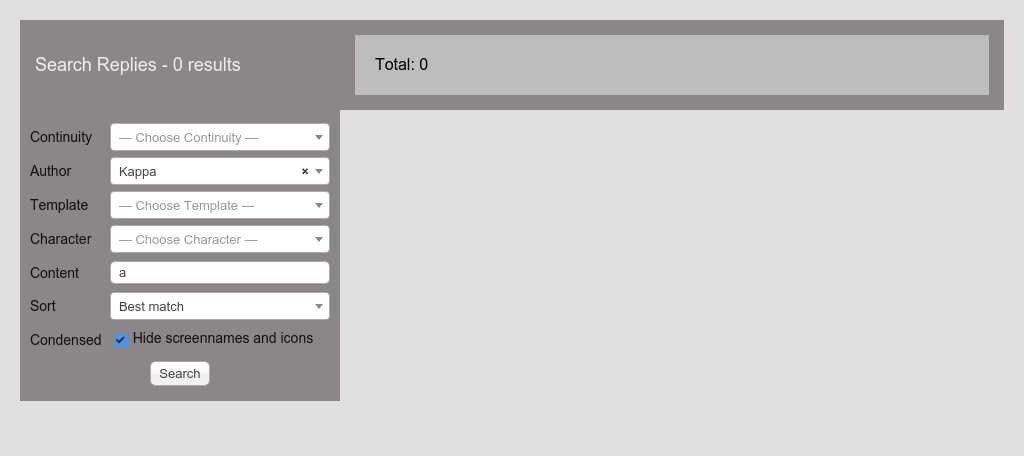 Search Replies - 0 results
Total: 0
Continuity — Choose Continuity —
Author Kappa ×
Template — Choose Template —
Character — Choose Character —
Content a
Sort Best match
Condensed Hide screennames and icons
Search